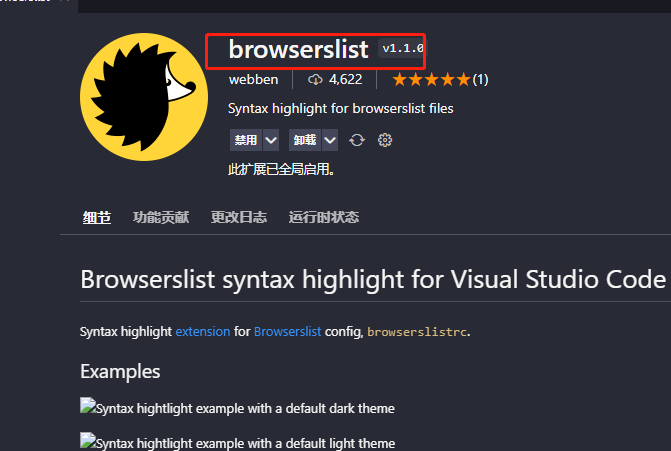 browserslist v1.1.0
webben 4,622 (1)
Syntax highlight for browserslist files
禁用 卸载
此扩展已全局启用。
细节 功能贡献 更改日志 运行时状态
Browserslist syntax highlight for Visual Studio Code
Syntax highlight extension for Browserslist config, browserslistrc.
Examples
Syntax hightlight example with a default dark theme
Syntax hightlight example with a default light theme